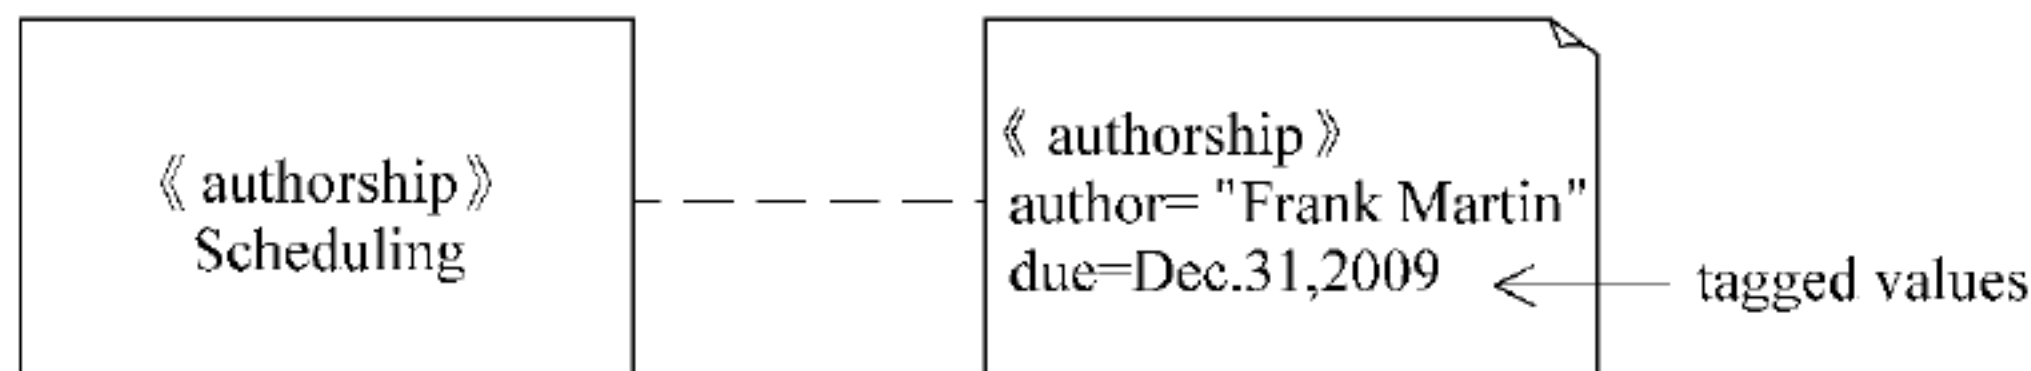 《 authorship 》
Scheduling
《 authorship 》
author= "Frank Martin"
due=Dec.31,2009
tagged values